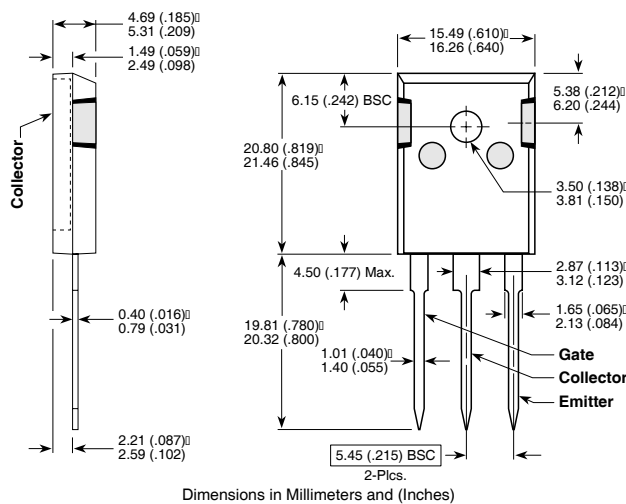 4.69 (.185)
5.31 (.209)
1.49 (.059)
2.49 (.098)
Collector
0.40 (.016)
0.79 (.031)
2.21 (.087)
2.59 (.102)
15.49 (.610)
16.26 (.640)
6.15 (.242) BSC
5.38 (.212)
6.20 (.244)
20.80 (.819)
21.46 (.845)
3.50 (.138)
3.81 (.150)
4.50 (.177) Max.
2.87 (.113)
3.12 (.123)
19.81 (.780)
20.32 (.800)
1.65 (.065)
2.13 (.084)
1.01 (.040)
1.40 (.055)
Gate
Collector
Emitter
5.45 (.215) BSC
2-Plcs.
Dimensions in Millimeters and (Inches)